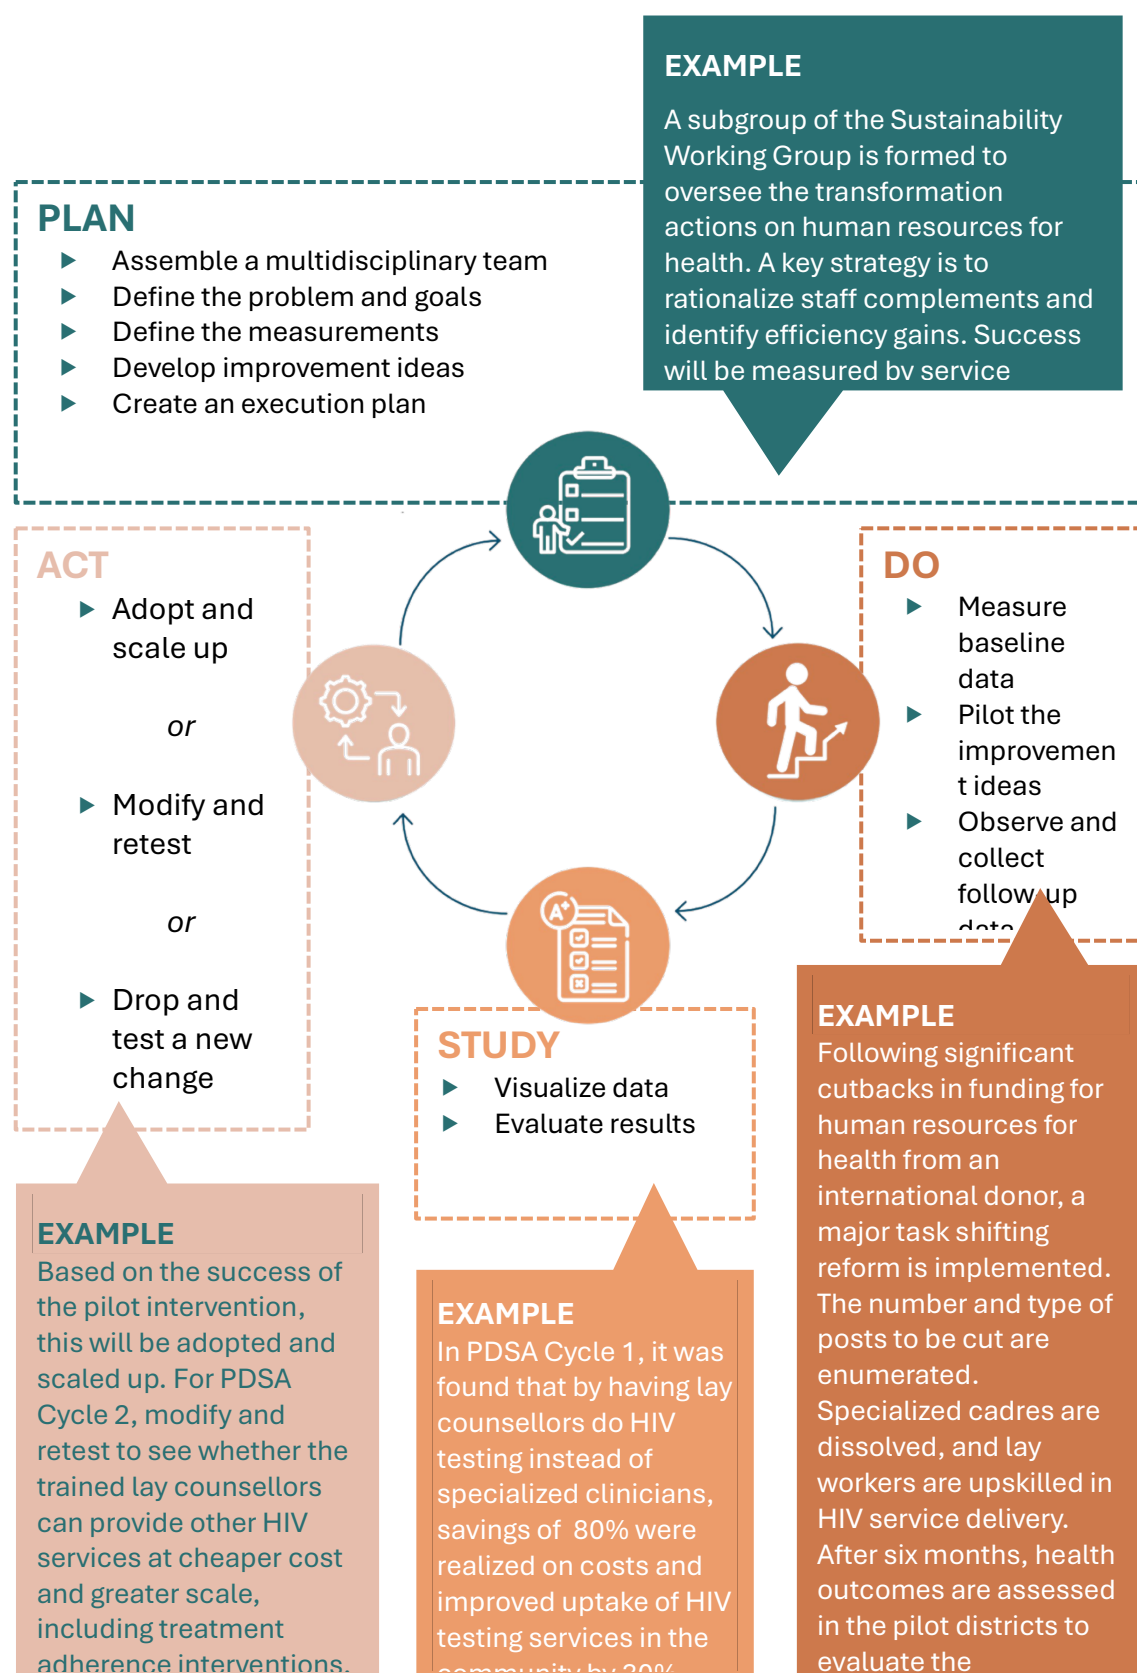 EXAMPLE
A subgroup of the Sustainability
Working Group is formed to
oversee the transformation
actions on human resources for
health. A key strategy is to
rationalize staff complements and
identify efficiency gains. Success
will be measured by service
PLAN
Assemble a multidisciplinary team
Define the problem and goals
Define the measurements
Develop improvement ideas
Create an execution plan
ACT
Adopt and
scale up
or
Modify and
retest
or
Drop and
test a new
change
DO
Measure
baseline
data
Pilot the
improvemen
t ideas
Observe and
collect
follow-up
data
A+
STUDY
Visualize data
Evaluate results
EXAMPLE
Based on the success of
the pilot intervention,
this will be adopted and
scaled up. For PDSA
Cycle 2, modify and
retest to see whether the
trained lay counsellors
can provide other HIV
services at cheaper cost
and greater scale,
including treatment
adherence interventions.
EXAMPLE
In PDSA Cycle 1, it was
found that by having lay
counsellors do HIV
testing instead of
specialized clinicians,
savings of 80% were
realized on costs and
improved uptake of HIV
testing services in the
community by 30%
EXAMPLE
Following significant
cutbacks in funding for
human resources for
health from an
international donor, a
major task shifting
reform is implemented.
The number and type of
posts to be cut are
enumerated.
Specialized cadres are
dissolved, and lay
workers are upskilled in
HIV service delivery.
After six months, health
outcomes are assessed
in the pilot districts to
evaluate the